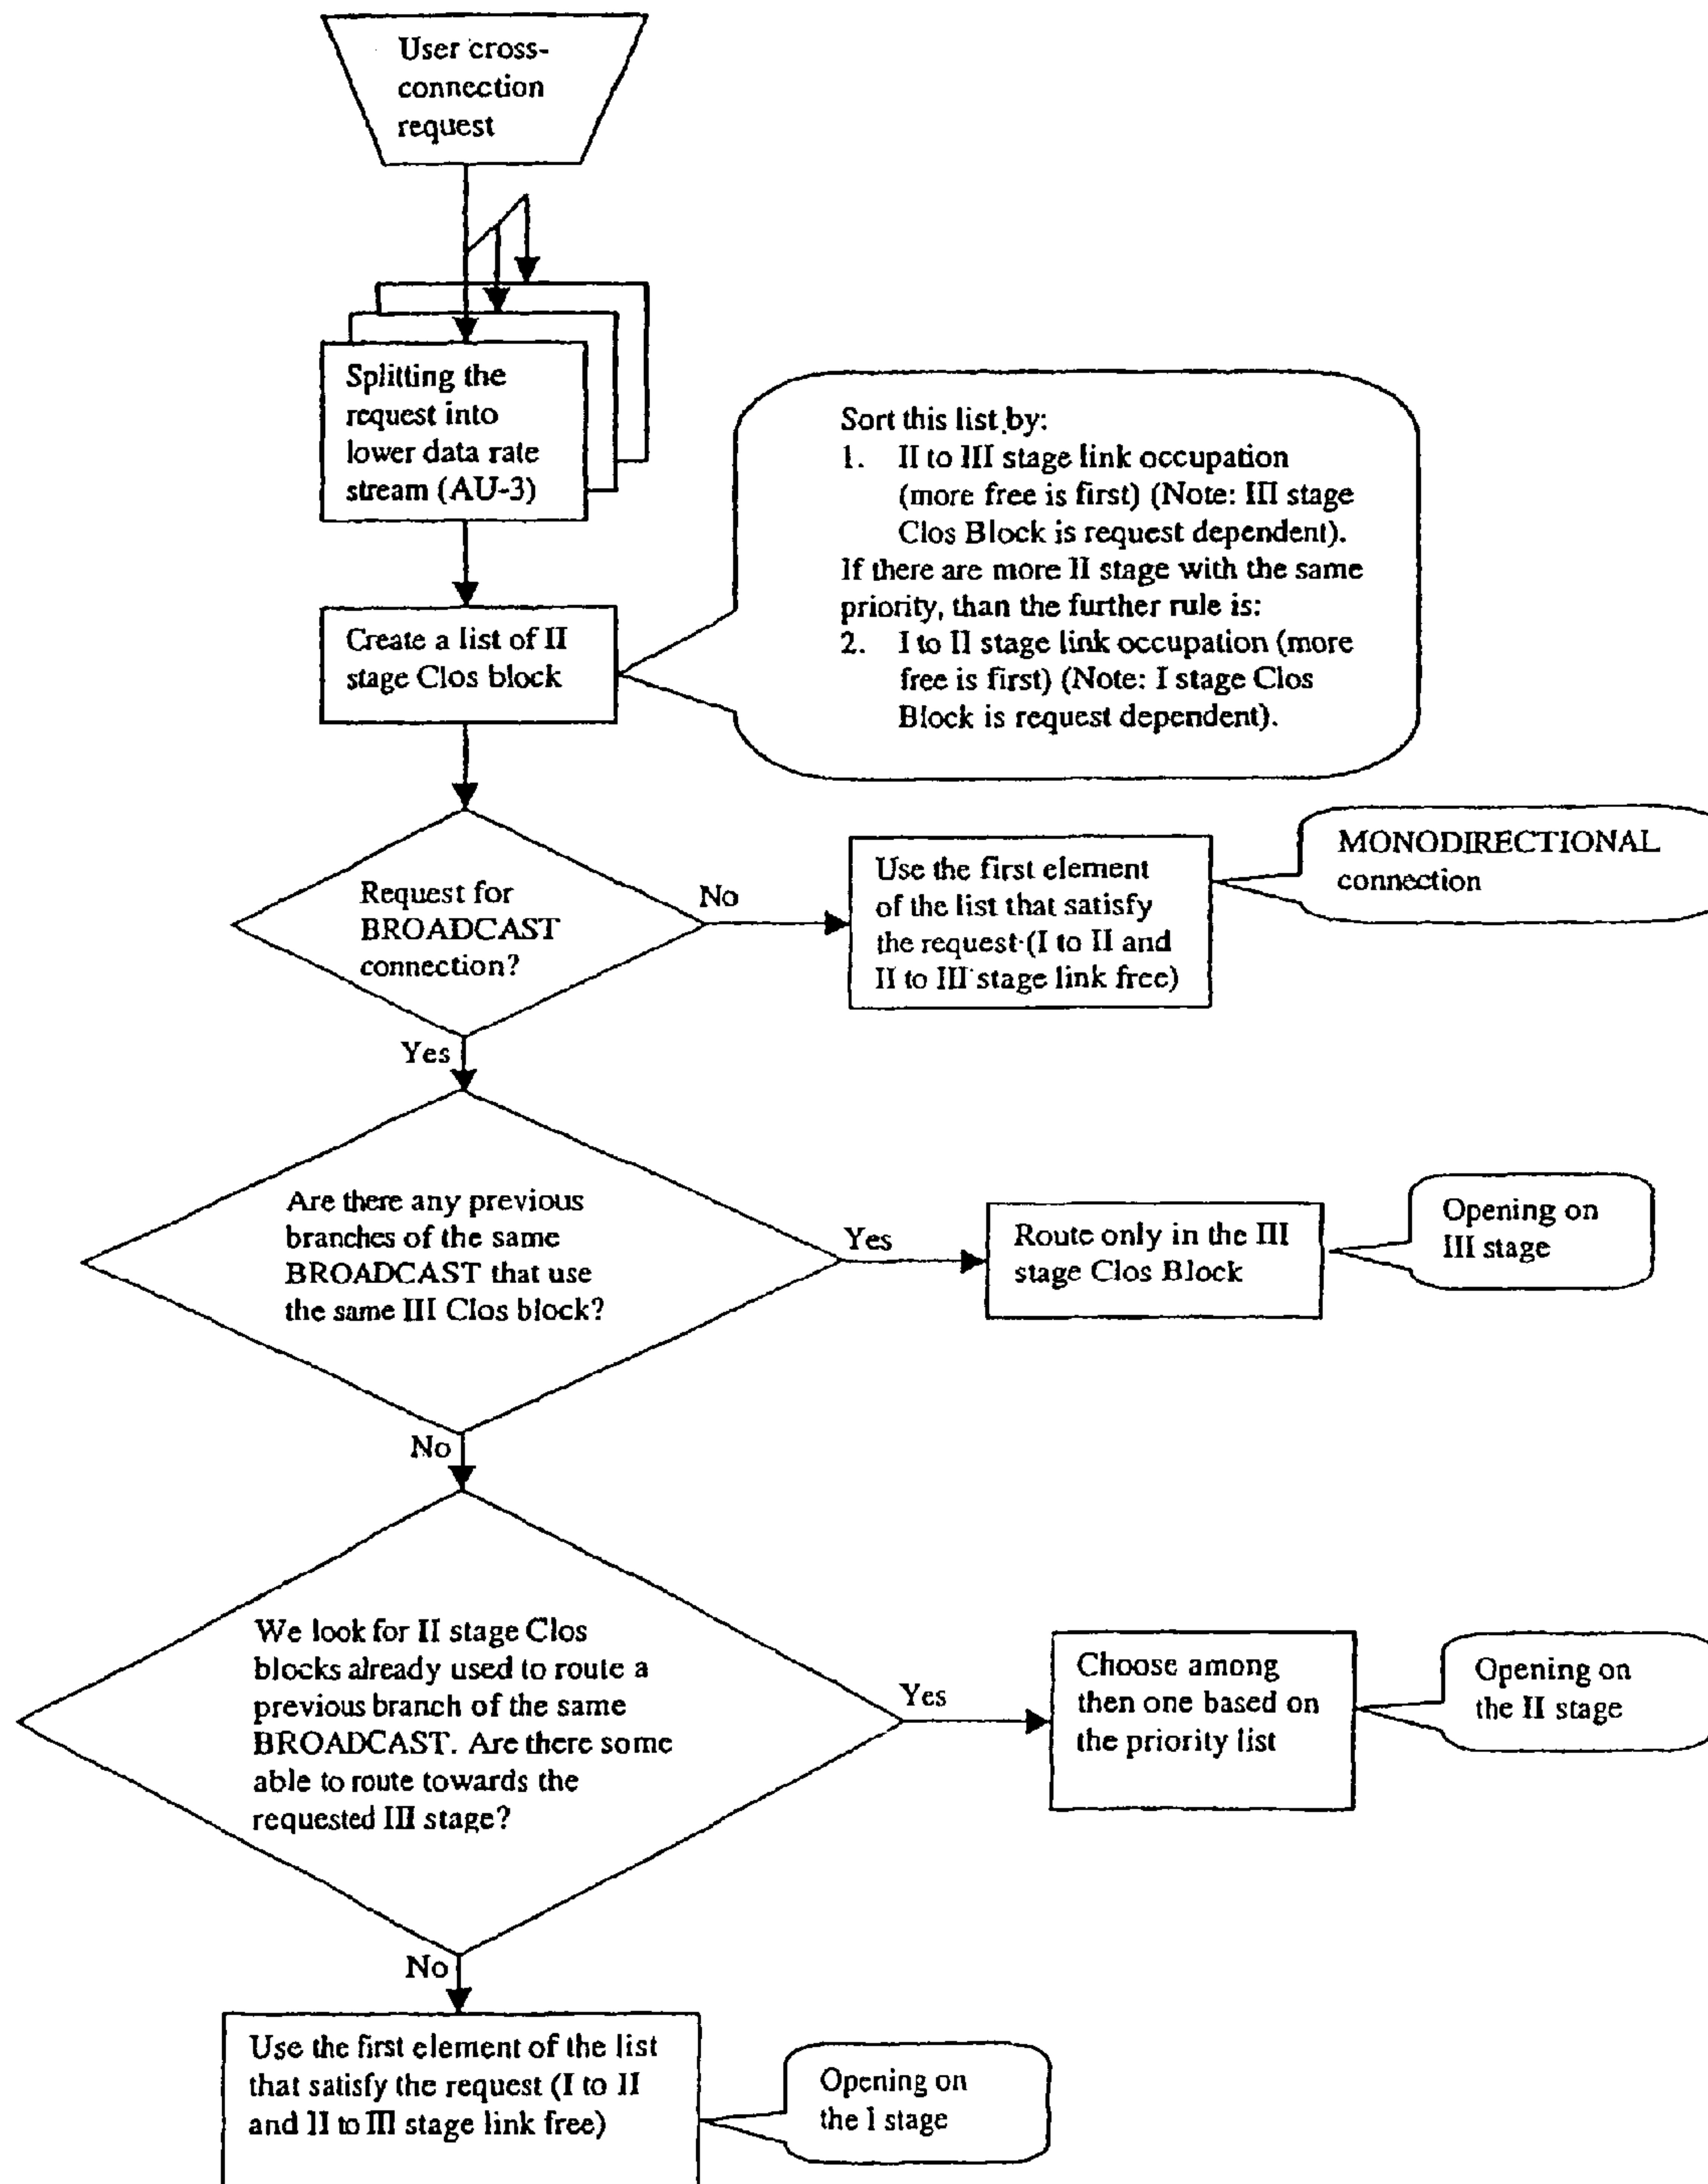 User cross-
connection
request
Splitting the
request into
lower data rate
stream (AU-3)
Sort this list by:
1. II to III stage link occupation
(more free is first) (Note: III stage
Clos Block is request dependent).
If there are more II stage with the same
priority, than the further rule is:
2. I to II stage link occupation (more
free is first) (Note: I stage Clos
Block is request dependent).
Create a list of II
stage Clos block
Request for
BROADCAST
connection?
No
Use the first element
of the list that satisfy
the request (I to II and
II to III stage link free)
MONODIRECTIONAL
connection
Yes
Are there any previous
branches of the same
BROADCAST that use
the same III Clos block?
Yes
Route only in the III
stage Clos Block
Opening on
III stage
No
We look for II stage Clos
blocks already used to route a
previous branch of the same
BROADCAST. Are there some
able to route towards the
requested III stage?
Yes
Choose among
then one based on
the priority list
Opening on
the II stage
No
Use the first element of the list
that satisfy the request (I to II
and II to III stage link free)
Opening on
the I stage